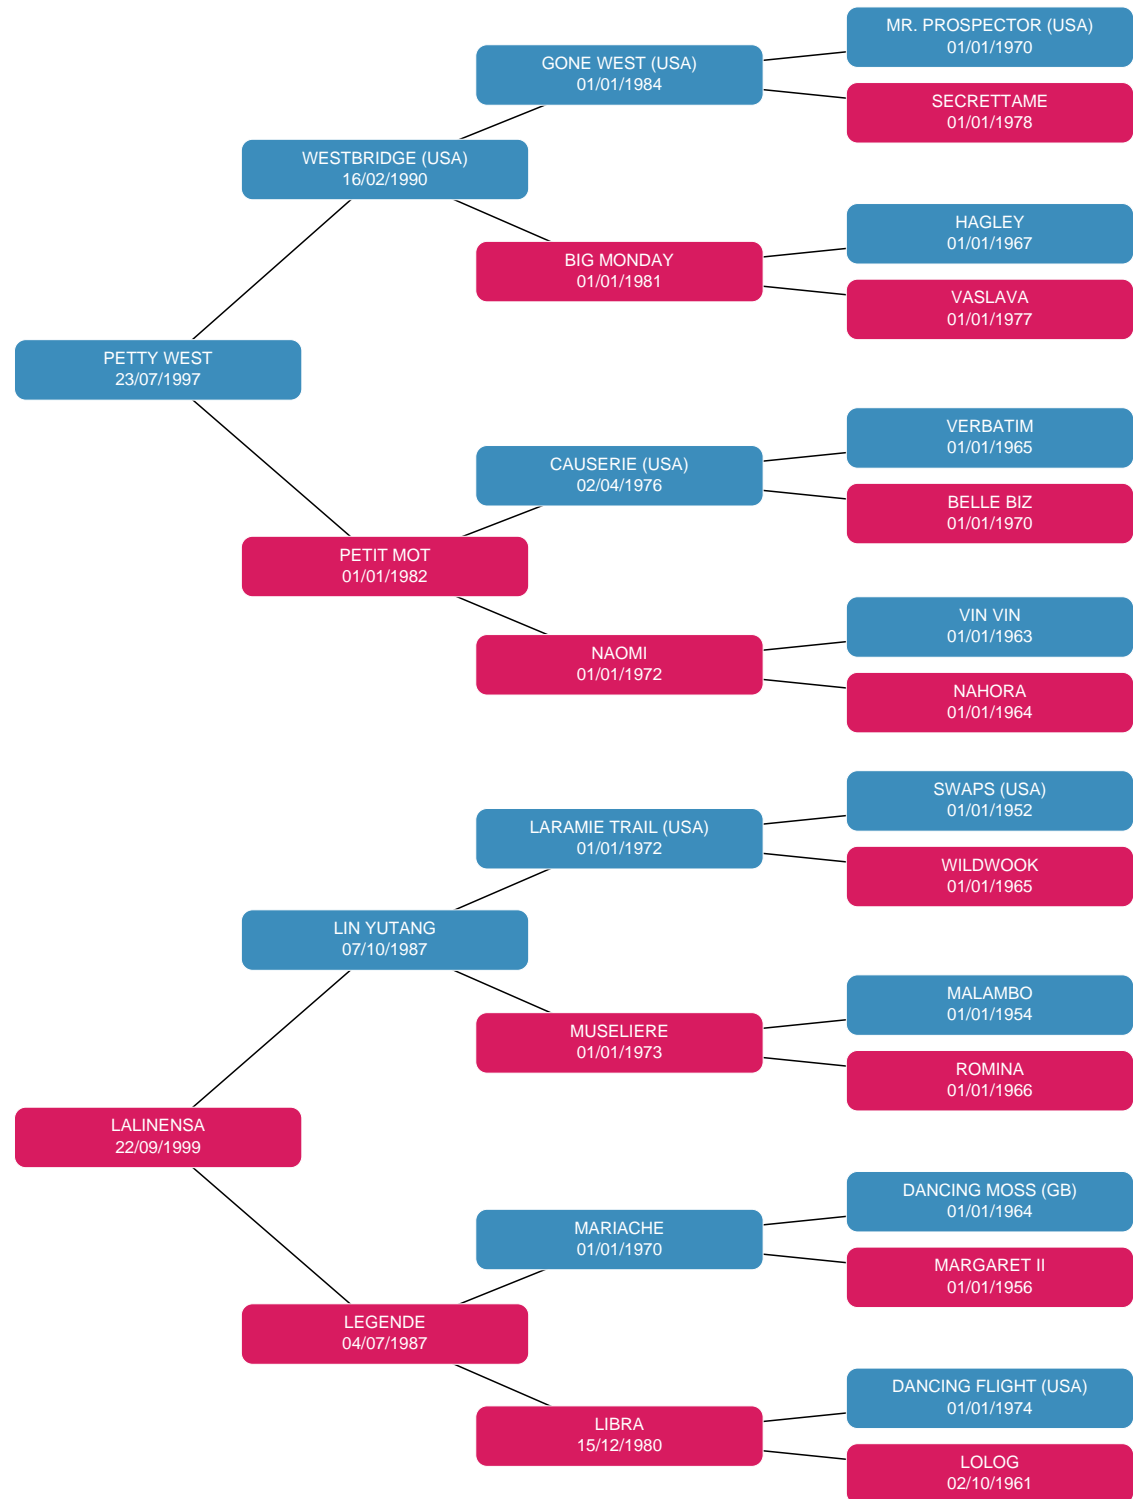 MR. PROSPECTOR (USA)
01/01/1970
GONE WEST (USA)
01/01/1984
SECRETTAME
01/01/1978
WESTBRIDGE (USA)
16/02/1990
HAGLEY
01/01/1967
BIG MONDAY
01/01/1981
VASLAVA
01/01/1977
PETTY WEST
23/07/1997
VERBATIM
01/01/1965
CAUSERIE (USA)
02/04/1976
BELLE BIZ
01/01/1970
PETIT MOT
01/01/1982
VIN VIN
01/01/1963
NAOMI
01/01/1972
NAHORA
01/01/1964
SWAPS (USA)
01/01/1952
LARAMIE TRAIL (USA)
01/01/1972
WILDWOOK
01/01/1965
LIN YUTANG
07/10/1987
MALAMBO
01/01/1954
MUSELIERE
01/01/1973
ROMINA
01/01/1966
LALINENSA
22/09/1999
DANCING MOSS (GB)
01/01/1964
MARIACHE
01/01/1970
MARGARET II
01/01/1956
LEGENDE
04/07/1987
DANCING FLIGHT (USA)
01/01/1974
LIBRA
15/12/1980
LOLOG
02/10/1961